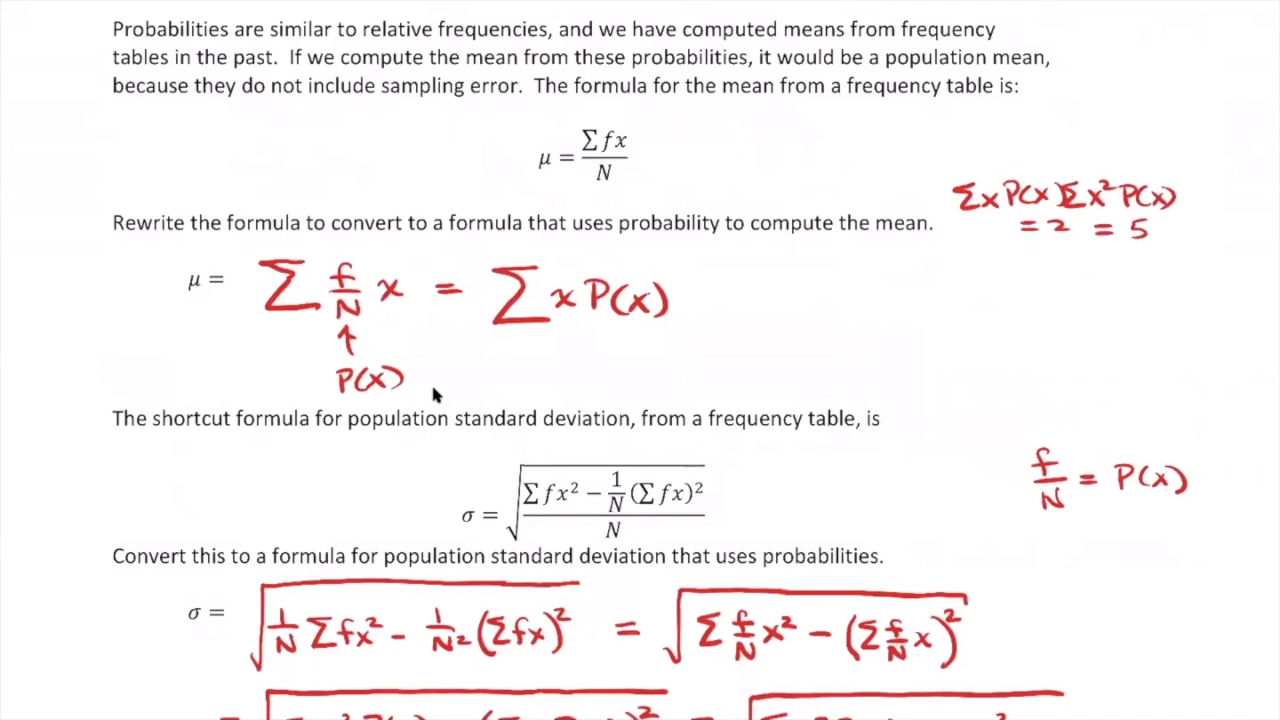 Probabilities are similar to relative frequencies, and we have computed means from frequency
tables in the past.  If we compute the mean from these probabilities, it would be a population mean,
because they do not include sampling error.  The formula for the mean from a frequency table is:
μ = Σfx / N
Σx P(x) Σx² P(x)
= 2 = 5
Rewrite the formula to convert to a formula that uses probability to compute the mean.
μ = Σ f/N x = Σ x P(x)
↑
P(x)
The shortcut formula for population standard deviation, from a frequency table, is
f/N = P(x)
σ = √((Σfx² − 1/N (Σfx)²) / N)
Convert this to a formula for population standard deviation that uses probabilities.
σ = √(1/N Σfx² − 1/N² (Σfx)²) = √(Σ f/N x² − (Σ f/N x)²)